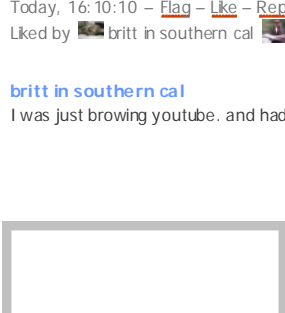 Today, 16:10:10 – Flag – Like – Rep
Liked by britt in southern cal
britt in southern cal
I was just browing youtube. and had